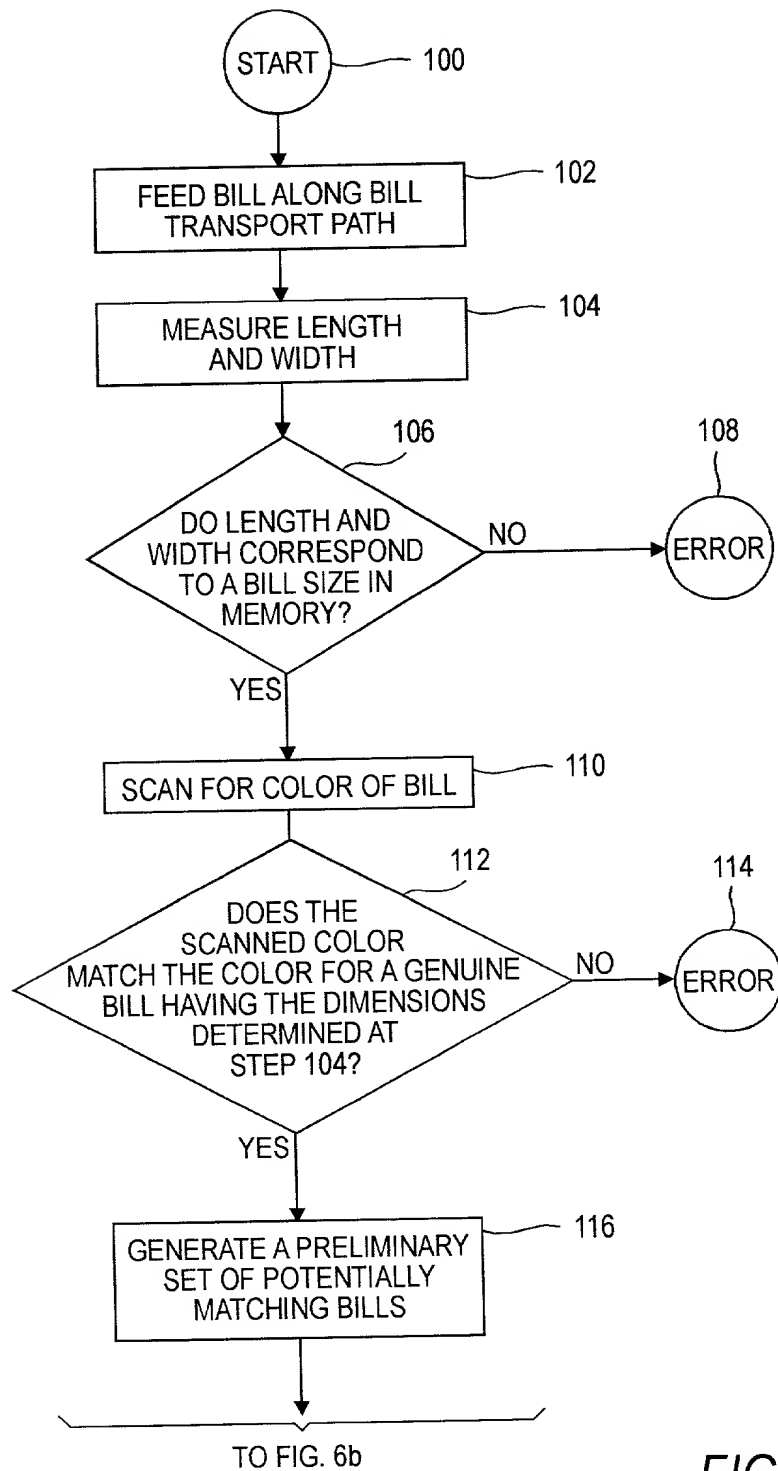 START
100
FEED BILL ALONG BILL
TRANSPORT PATH
102
MEASURE LENGTH
AND WIDTH
104
106
108
DO LENGTH AND
WIDTH CORRESPOND
TO A BILL SIZE IN
MEMORY?
NO
ERROR
YES
SCAN FOR COLOR OF BILL
110
112
114
DOES THE
SCANNED COLOR
MATCH THE COLOR FOR A GENUINE
BILL HAVING THE DIMENSIONS
DETERMINED AT
STEP 104?
NO
ERROR
YES
GENERATE A PRELIMINARY
SET OF POTENTIALLY
MATCHING BILLS
116
TO FIG. 6b
FIG